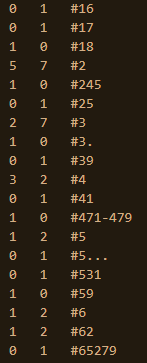 0 1 #16
0 1 #17
1 0 #18
5 7 #2
1 0 #245
0 1 #25
2 7 #3
1 0 #3.
0 1 #39
3 2 #4
0 1 #41
1 0 #471-479
1 2 #5
0 1 #5...
0 1 #531
1 0 #59
1 2 #6
1 2 #62
0 1 #65279